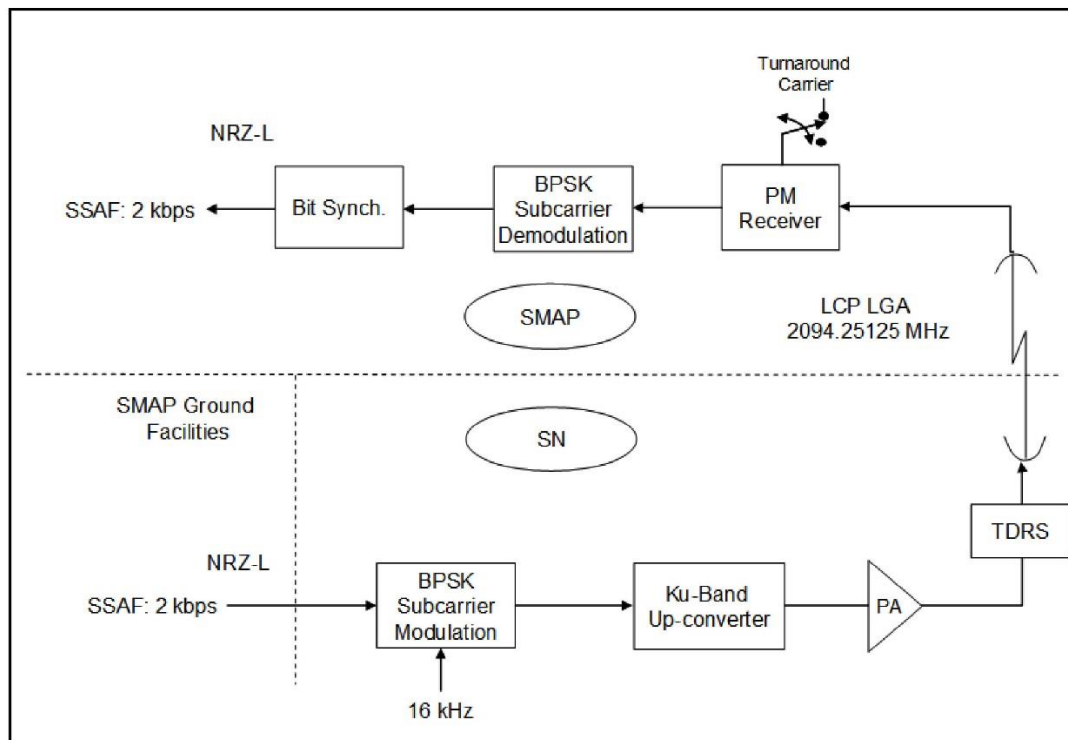 Turnaround
Carrier
NRZ-L
SSAF: 2 kbps
Bit Synch.
BPSK
Subcarrier
Demodulation
PM
Receiver
SMAP
LCP LGA
2094.25125 MHz
SMAP Ground
Facilities
SN
TDRS
NRZ-L
SSAF: 2 kbps
BPSK
Subcarrier
Modulation
Ku-Band
Up-converter
PA
16 kHz